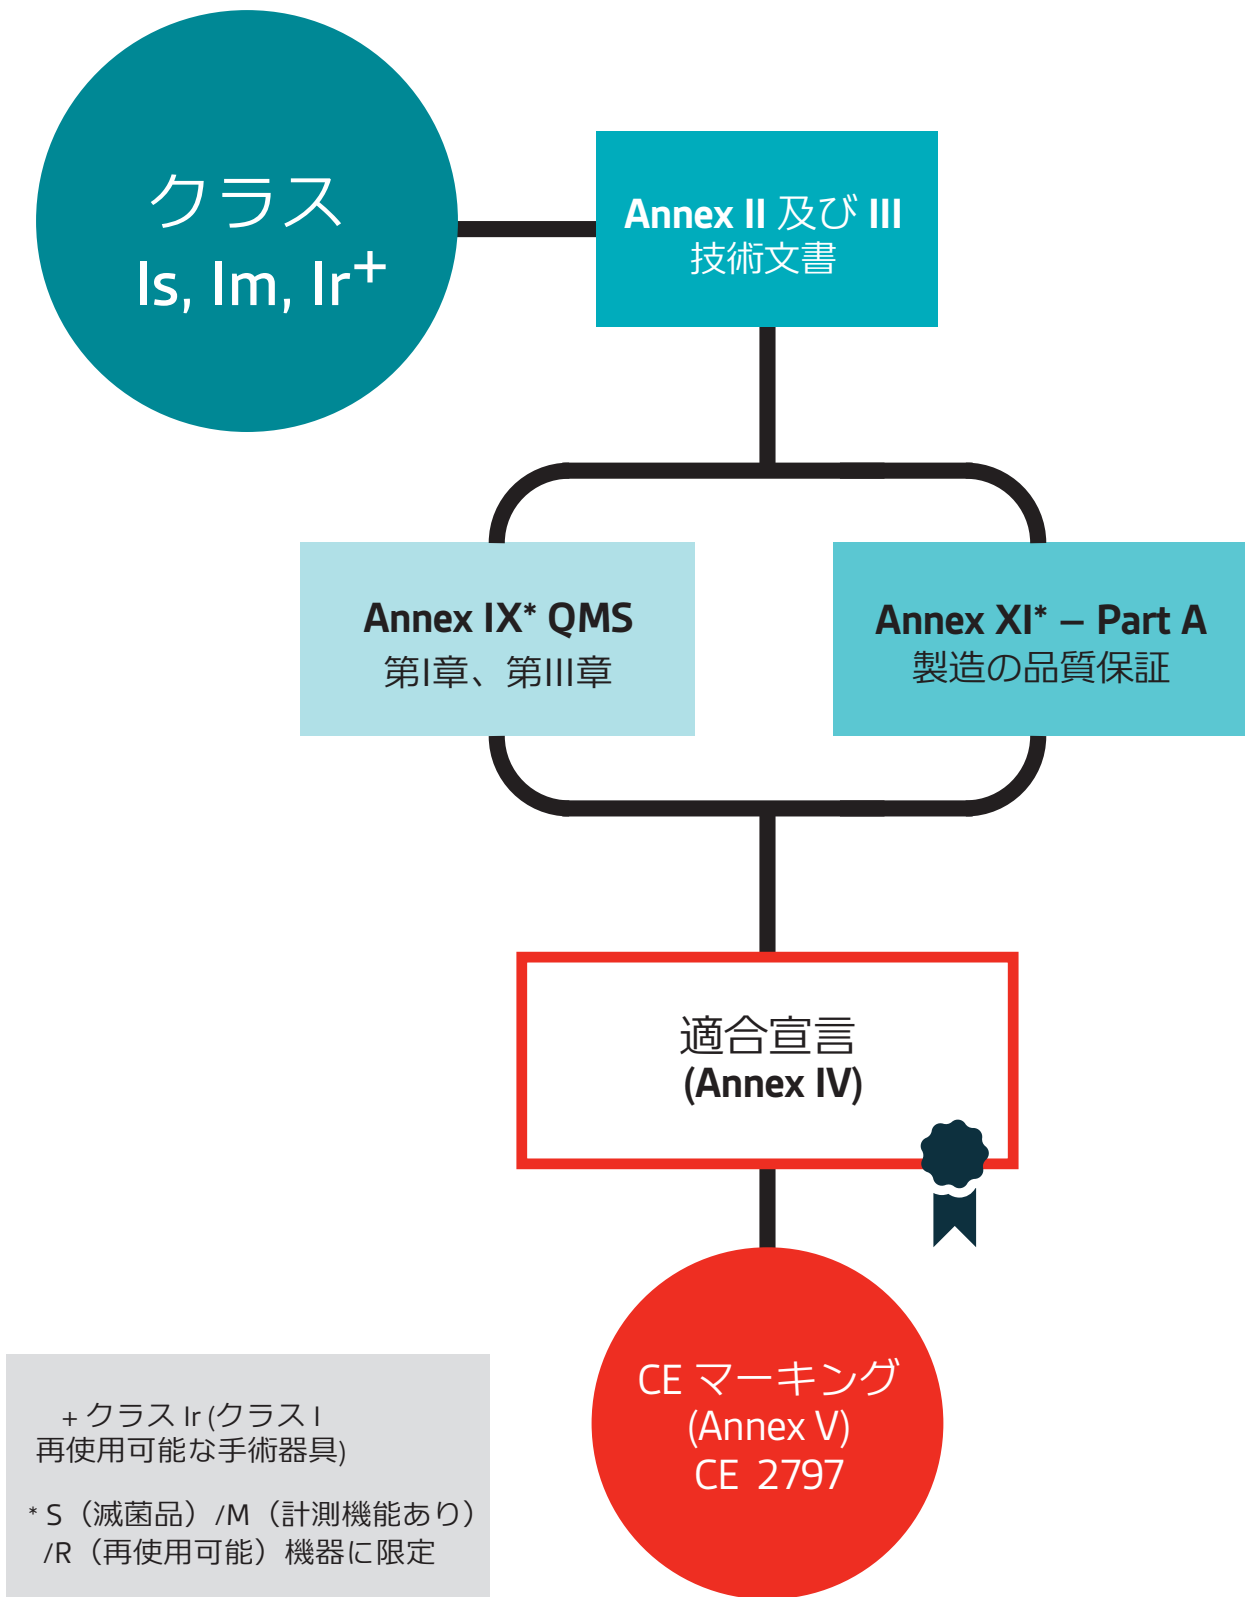 クラス
Is, Im, Ir⁺
Annex II 及び III
技術文書
Annex IX* QMS
第I章、第III章
Annex XI* – Part A
製造の品質保証
適合宣言
(Annex IV)
CE マーキング
(Annex V)
CE 2797
+ クラス Ir (クラス I
再使用可能な手術器具)
* S（滅菌品）/M（計測機能あり）
/R（再使用可能）機器に限定